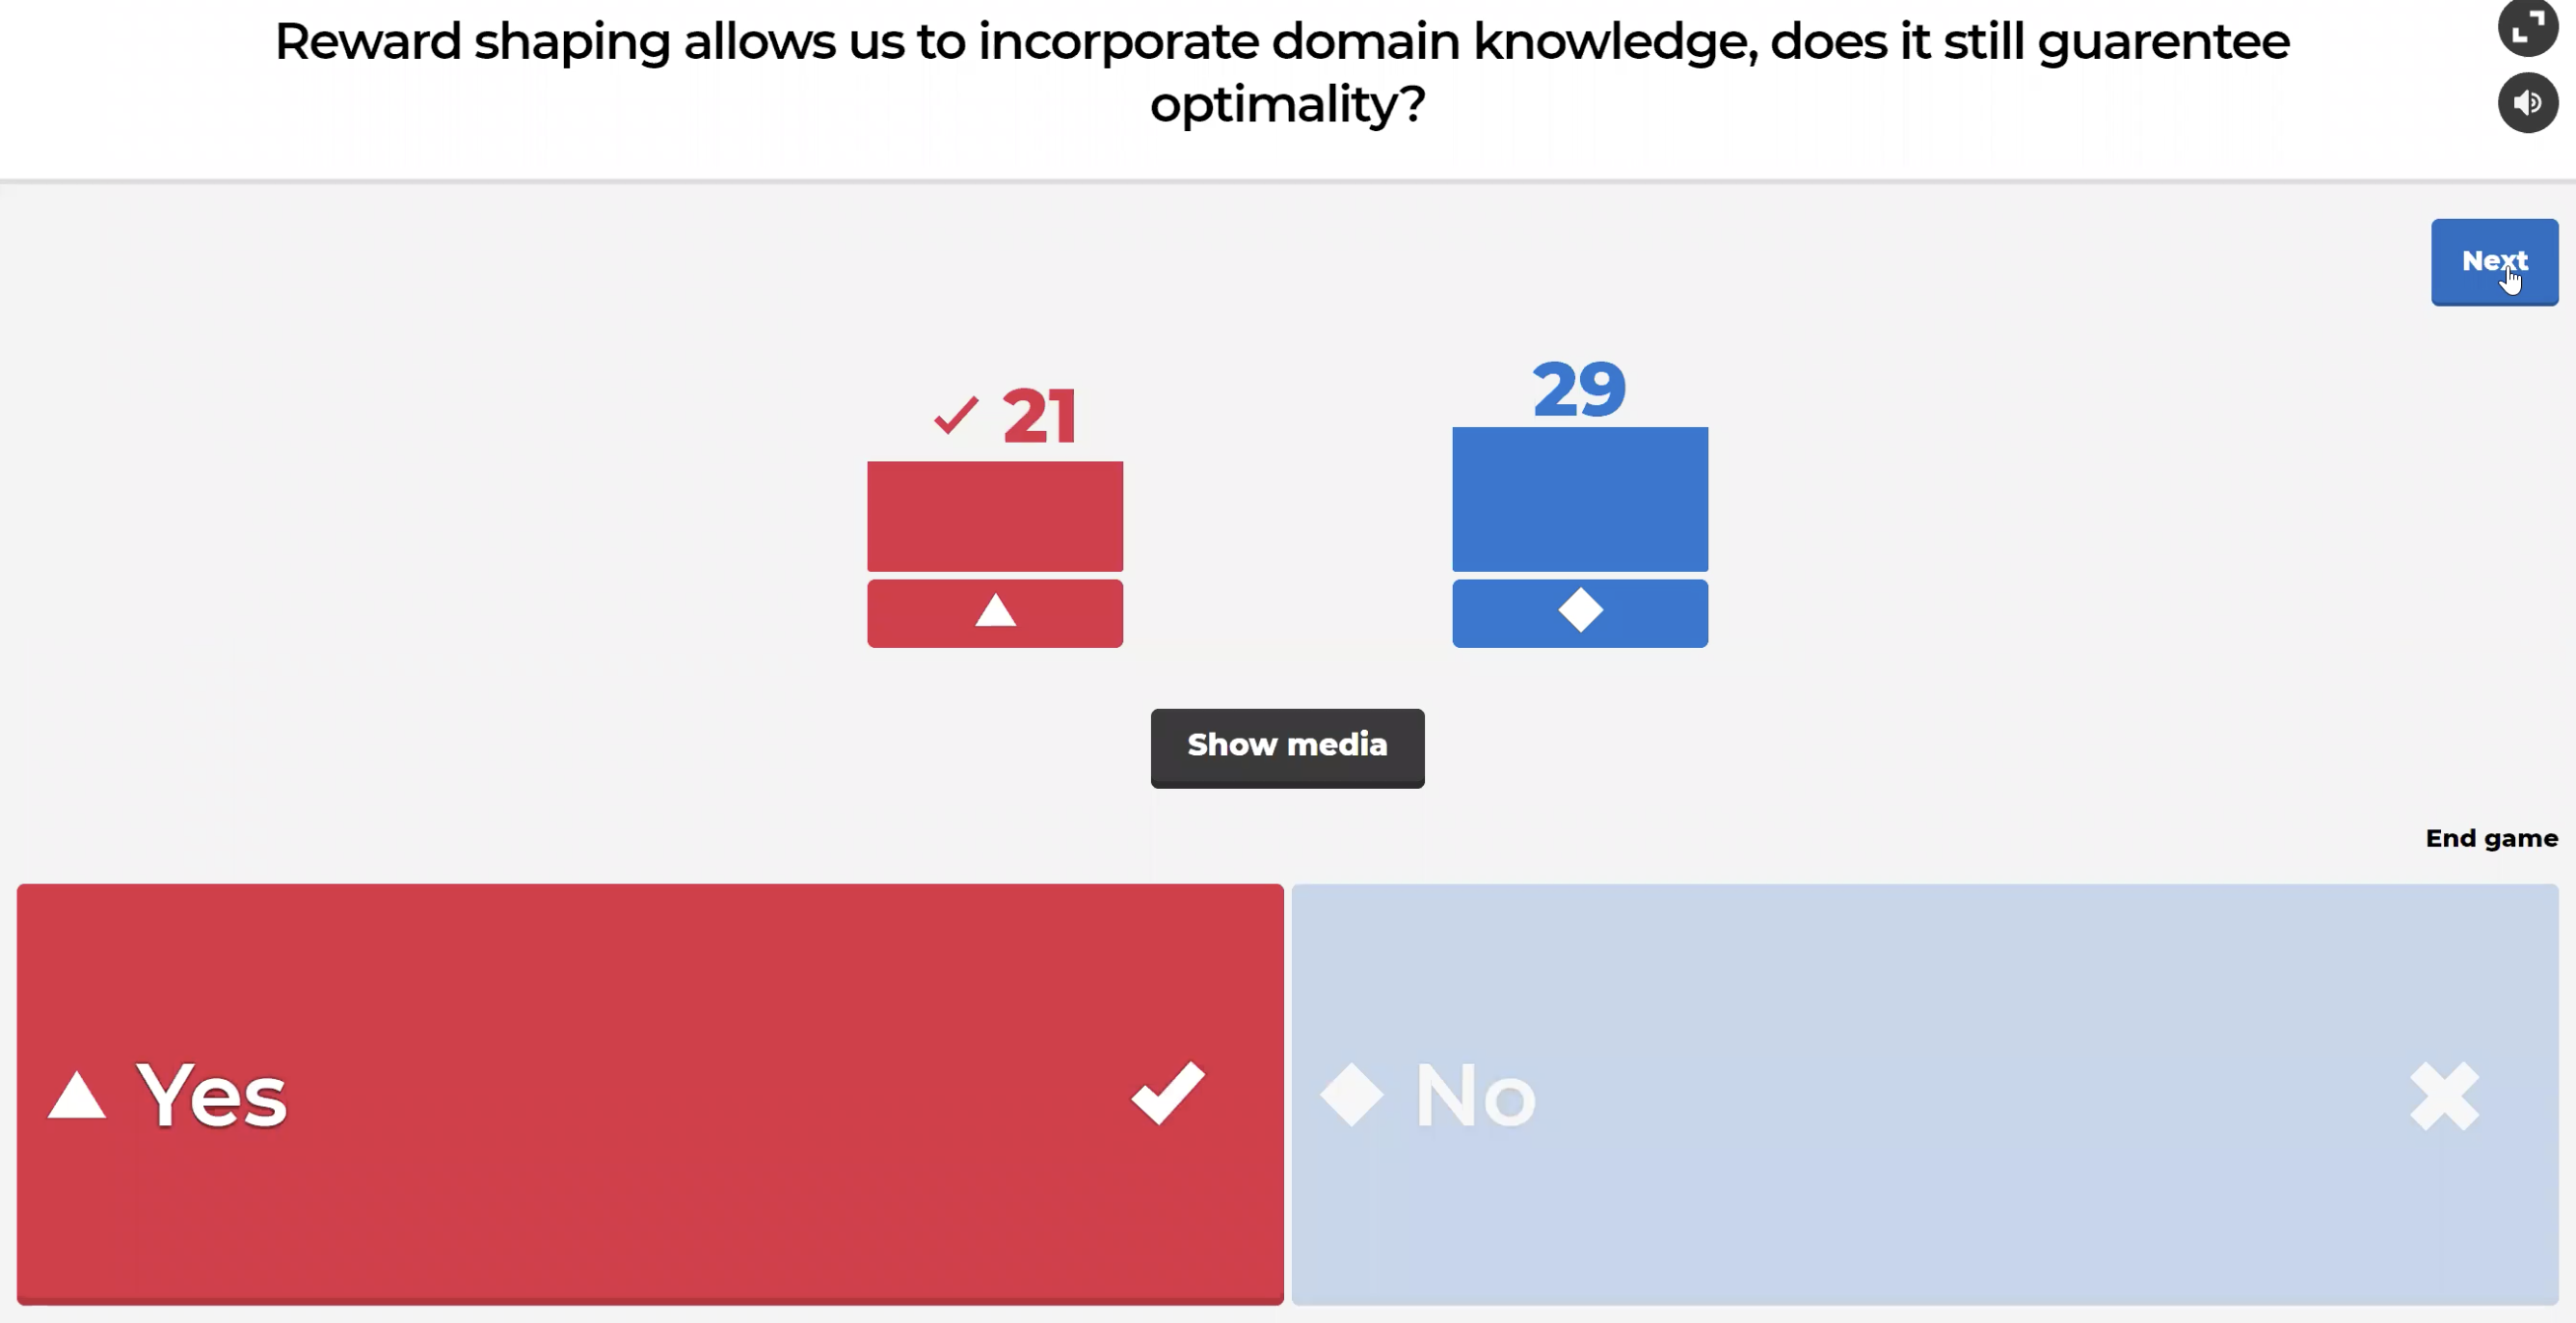 Reward shaping allows us to incorporate domain knowledge, does it still guarentee
optimality?
Next
21
29
Show media
End game
Yes
No